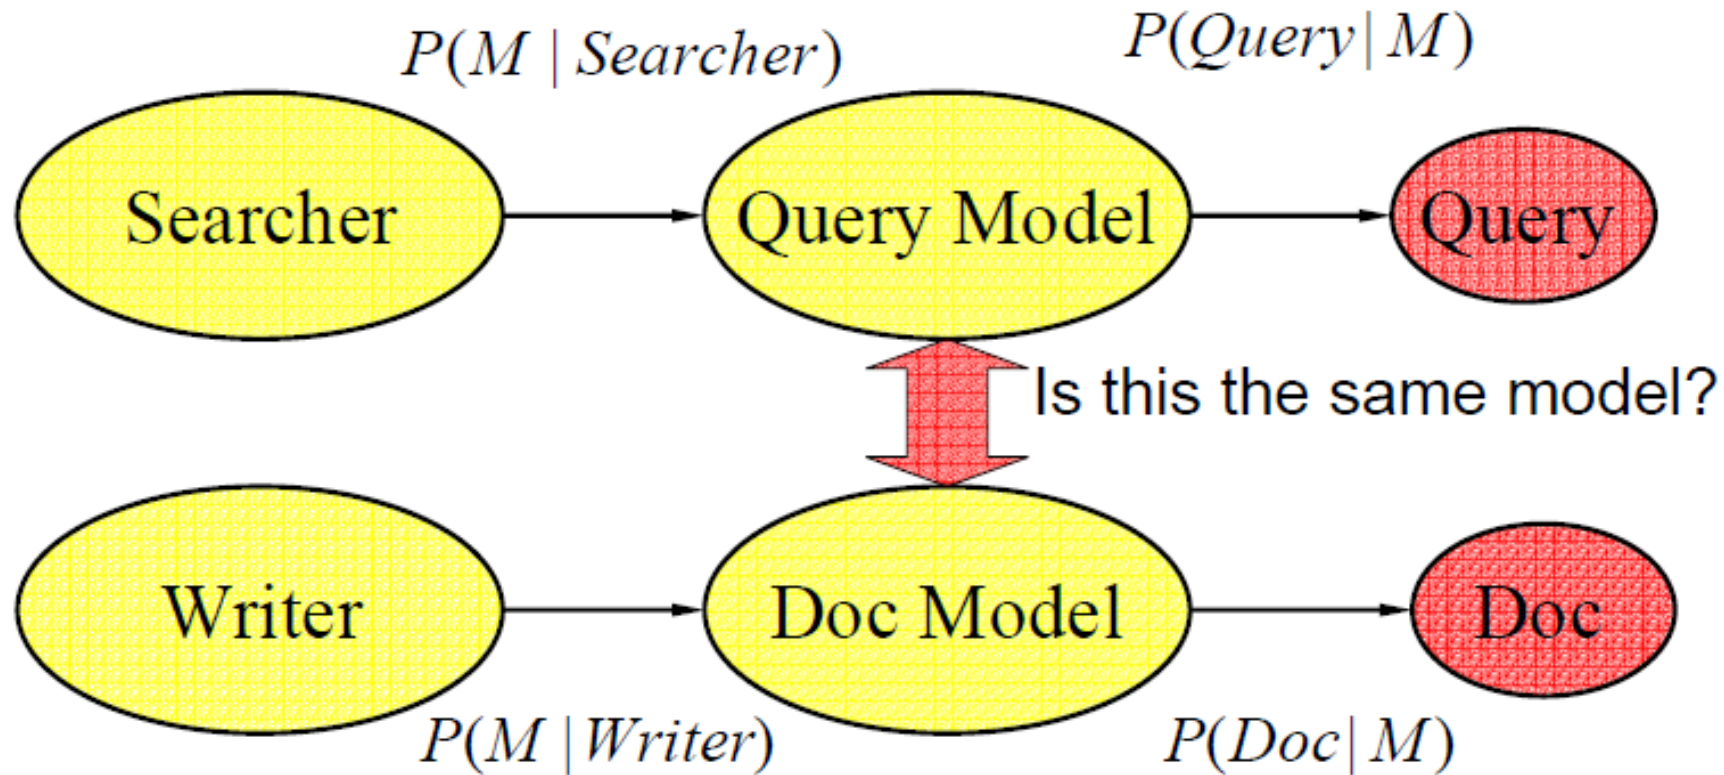 P(M | Searcher)
P(Query | M)
Searcher
Query Model
Query
Is this the same model?
Writer
Doc Model
Doc
P(M | Writer)
P(Doc | M)